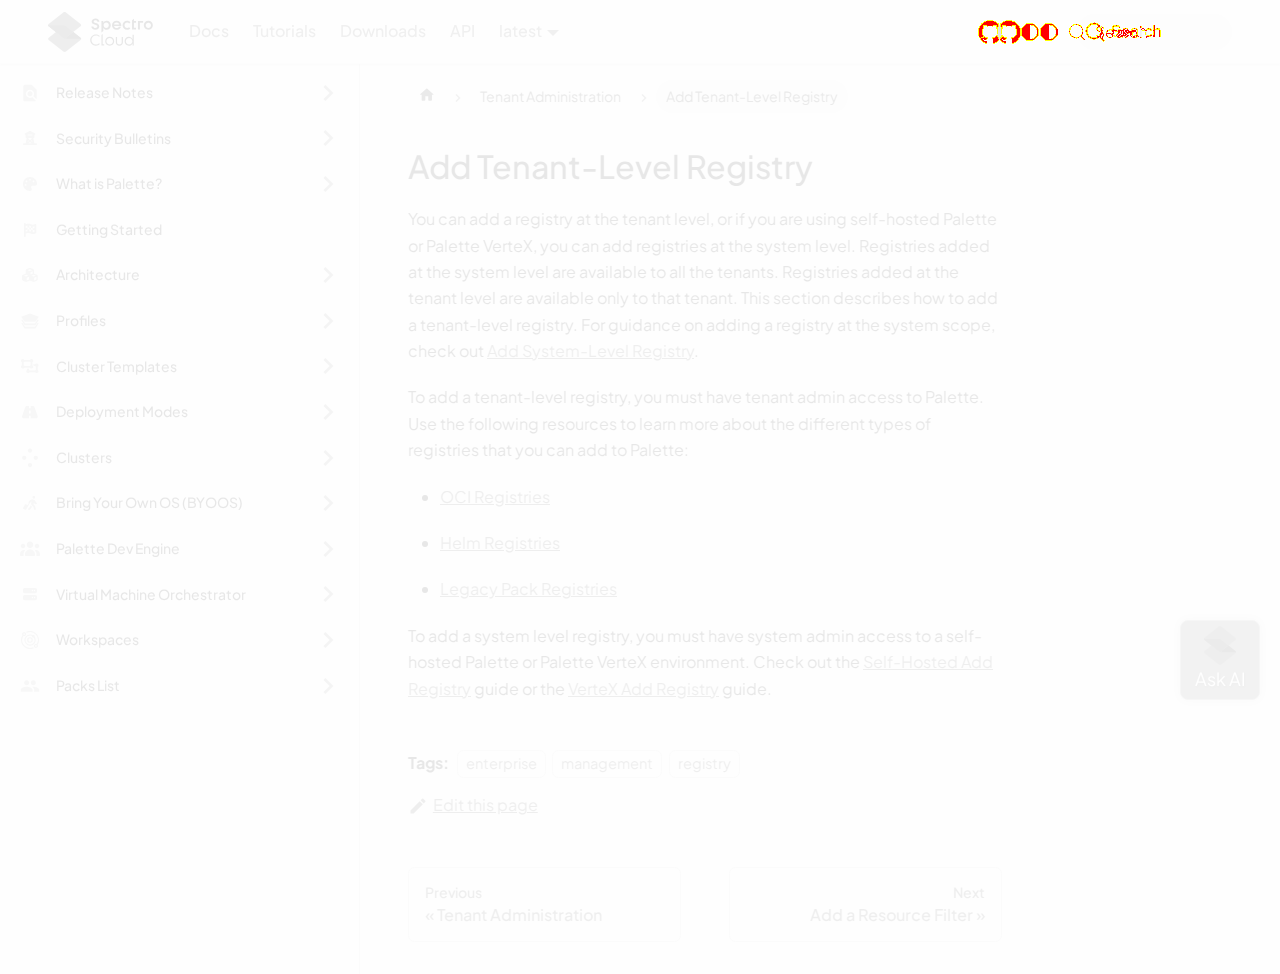 Spectro Cloud
Docs Tutorials Downloads API latest
Release Notes
Security Bulletins
What is Palette?
Getting Started
Architecture
Profiles
Cluster Templates
Deployment Modes
Clusters
Bring Your Own OS (BYOOS)
Palette Dev Engine
Virtual Machine Orchestrator
Workspaces
Packs List
Tenant Administration
Add Tenant-Level Registry
Add Tenant-Level Registry
You can add a registry at the tenant level, or if you are using self-hosted Palette
or Palette VerteX, you can add registries at the system level. Registries added
at the system level are available to all the tenants. Registries added at the
tenant level are available only to that tenant. This section describes how to add
a tenant-level registry. For guidance on adding a registry at the system scope,
check out Add System-Level Registry.
To add a tenant-level registry, you must have tenant admin access to Palette.
Use the following resources to learn more about the different types of
registries that you can add to Palette:
OCI Registries
Helm Registries
Legacy Pack Registries
To add a system level registry, you must have system admin access to a self-
hosted Palette or Palette VerteX environment. Check out the Self-Hosted Add
Registry guide or the VerteX Add Registry guide.
Ask AI
Tags: enterprise management registry
Edit this page
Previous
« Tenant Administration
Next
Add a Resource Filter »